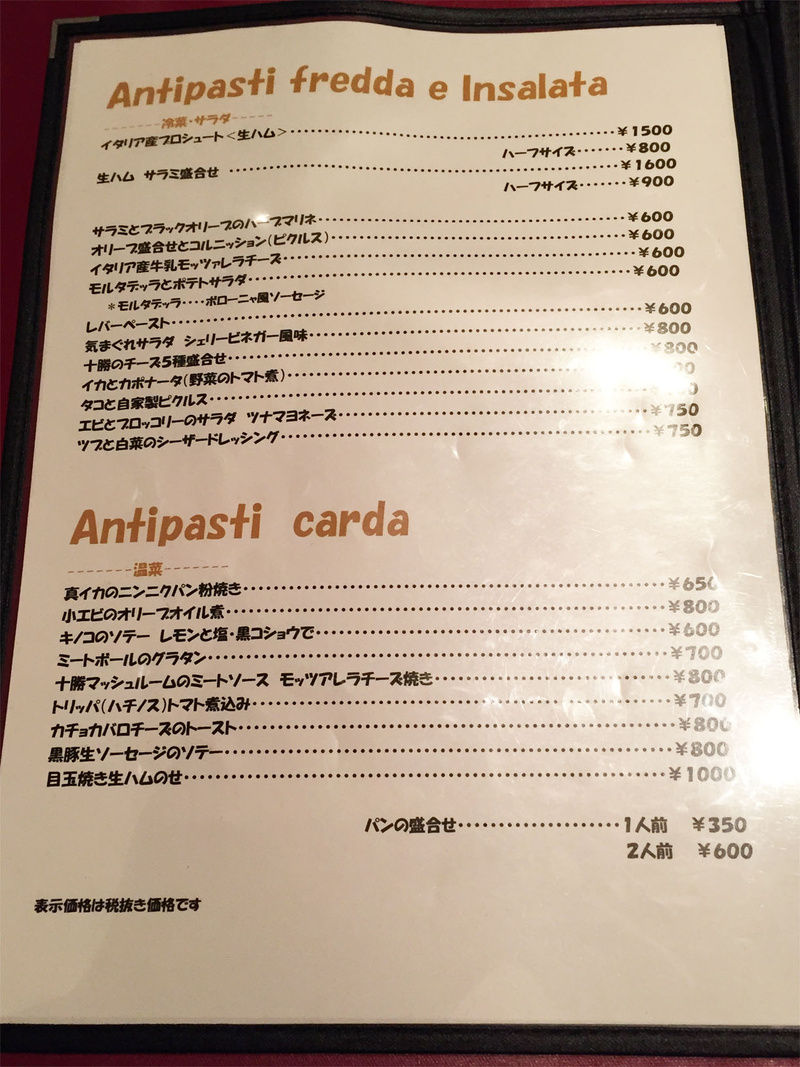 Antipasti fredda e Insalata
冷菜・サラダ
イタリア産プロシュート<生ハム> ¥1500
ハーフサイズ ¥800
生ハム サラミ盛合せ ¥1600
ハーフサイズ ¥900
サラミとブラックオリーブのハーブマリネ ¥600
オリーブ盛合せとコルニッション(ピクルス) ¥600
イタリア産牛乳モッツァレラチーズ ¥600
モルタデッラとポテトサラダ ¥600
*モルタデッラ‥‥ボローニャ風ソーセージ
レバーペースト ¥600
気まぐれサラダ シェリービネガー風味 ¥800
十勝のチーズ5種盛合せ ¥800
イカとカポナータ(野菜のトマト煮)
タコと自家製ピクルス
エビとブロッコリーのサラダ ツナマヨネーズ ¥750
ツブと白菜のシーザードレッシング ¥750
Antipasti carda
温菜
真イカのニンニクパン粉焼き ¥650
小エビのオリーブオイル煮 ¥800
キノコのソテー レモンと塩・黒コショウで ¥600
ミートボールのグラタン ¥700
十勝マッシュルームのミートソース モッツアレラチーズ焼き ¥800
トリッパ(ハチノス)トマト煮込み ¥700
カチョカバロチーズのトースト ¥800
黒豚生ソーセージのソテー ¥800
目玉焼き生ハムのせ ¥1000
パンの盛合せ 1人前 ¥350
2人前 ¥600
表示価格は税抜き価格です